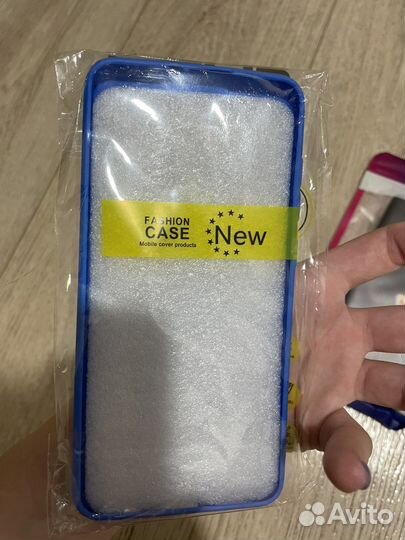 FASHION
CASE
Mobile cover products
New
Avito